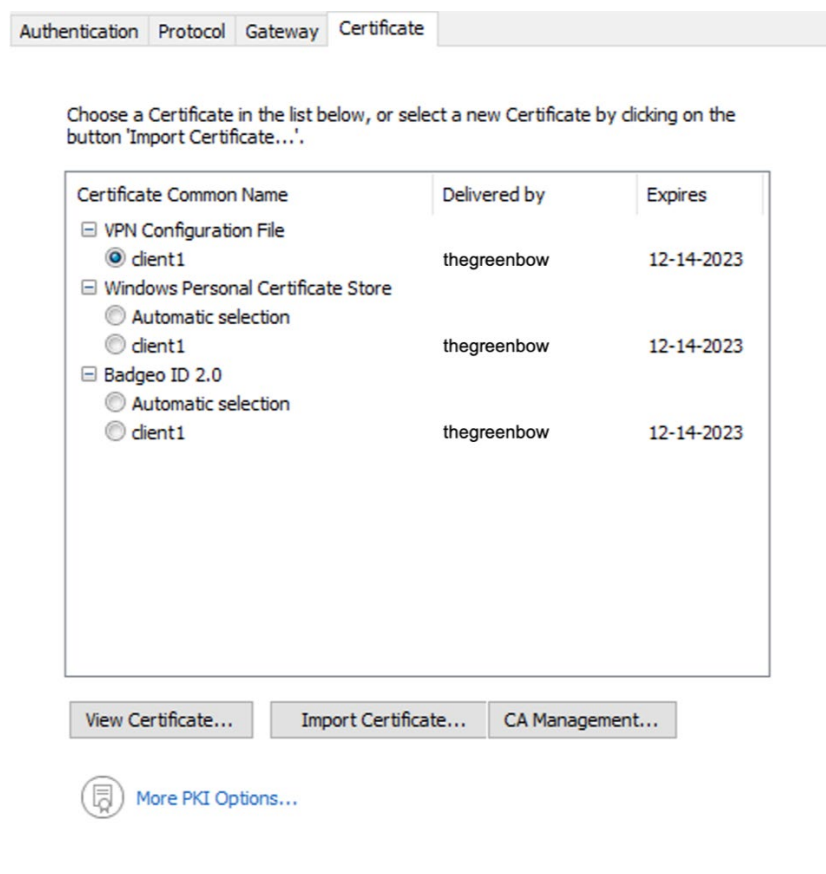 Authentication Protocol Gateway Certificate
Choose a Certificate in the list below, or select a new Certificate by clicking on the
button 'Import Certificate...'.
Certificate Common Name Delivered by Expires
VPN Configuration File
client1 thegreenbow 12-14-2023
Windows Personal Certificate Store
Automatic selection
client1 thegreenbow 12-14-2023
Badgeo ID 2.0
Automatic selection
client1 thegreenbow 12-14-2023
View Certificate... Import Certificate... CA Management...
More PKI Options...